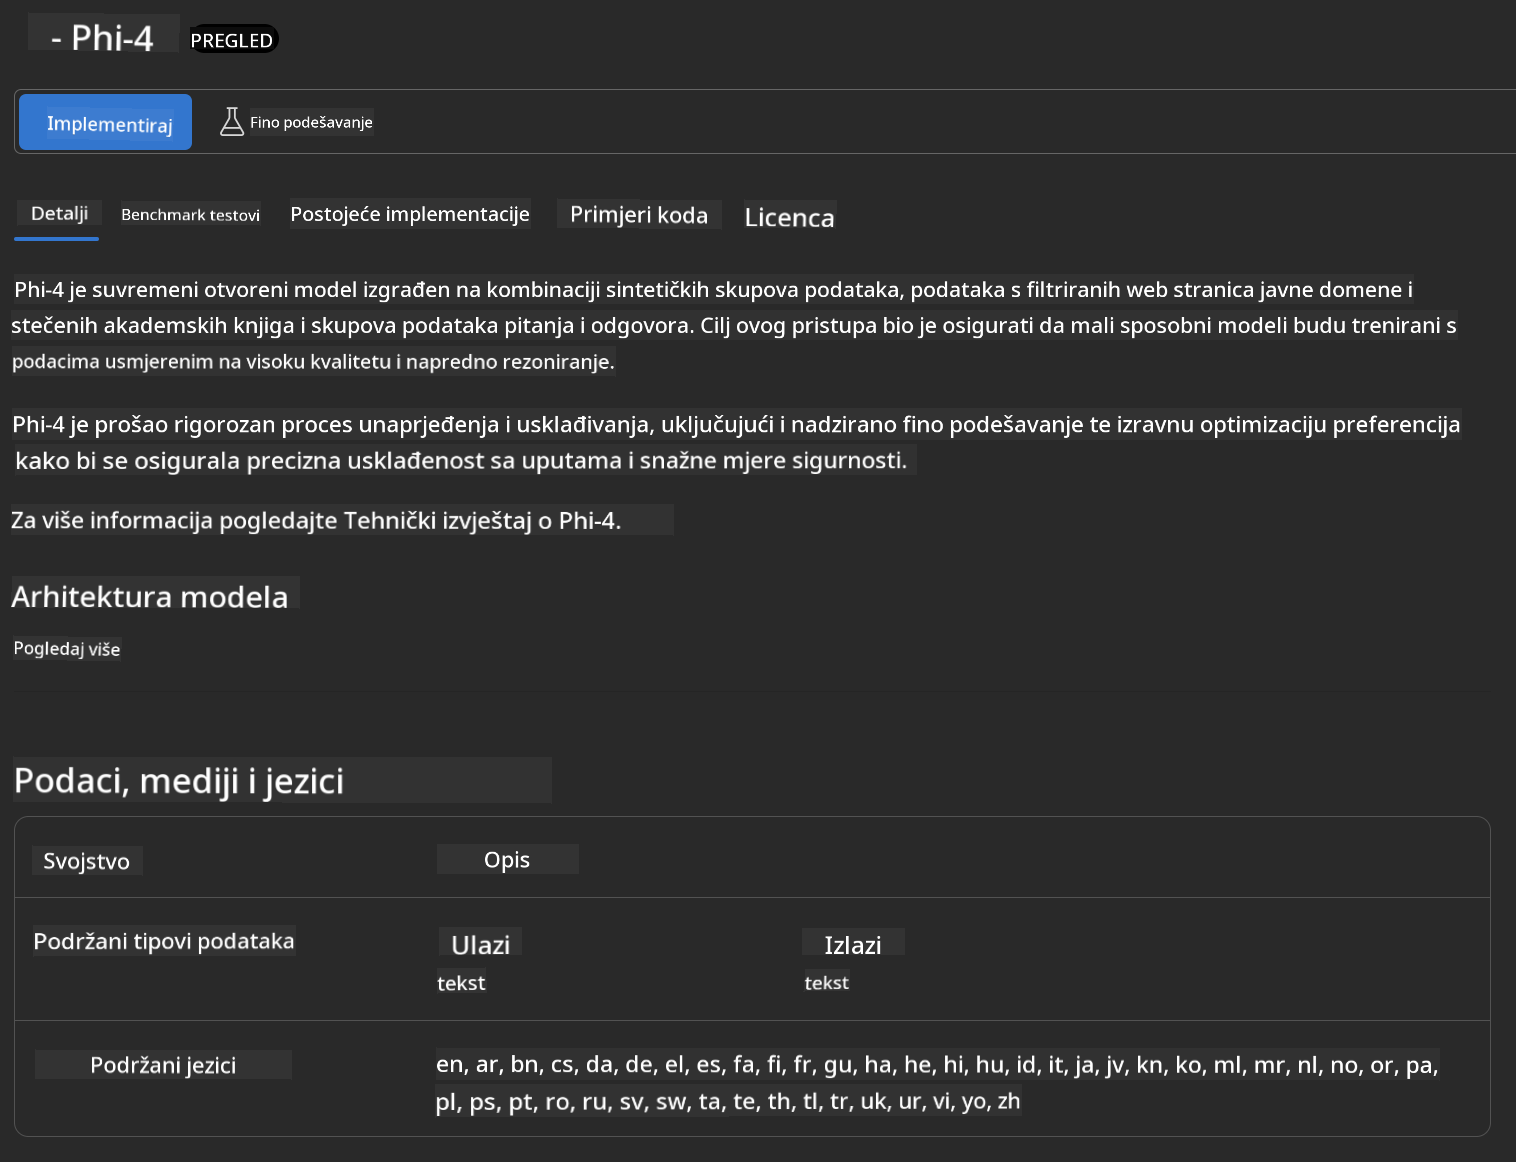 - Phi-4 PREGLED
Implementiraj Fino podešavanje
Detalji Benchmark testovi Postojeće implementacije Primjeri koda Licenca
Phi-4 je suvremeni otvoreni model izgrađen na kombinaciji sintetičkih skupova podataka, podataka s filtriranih web stranica javne domene i
stečenih akademskih knjiga i skupova podataka pitanja i odgovora. Cilj ovog pristupa bio je osigurati da mali sposobni modeli budu trenirani s
podacima usmjerenim na visoku kvalitetu i napredno rezoniranje.
Phi-4 je prošao rigorozan proces unaprjeđenja i usklađivanja, uključujući i nadzirano fino podešavanje te izravnu optimizaciju preferencija
kako bi se osigurala precizna usklađenost sa uputama i snažne mjere sigurnosti.
Za više informacija pogledajte Tehnički izvještaj o Phi-4.
Arhitektura modela
Pogledaj više
Podaci, mediji i jezici
Svojstvo Opis
Podržani tipovi podataka Ulazi Izlazi
tekst tekst
Podržani jezici en, ar, bn, cs, da, de, el, es, fa, fi, fr, gu, ha, he, hi, hu, id, it, ja, jv, kn, ko, ml, mr, nl, no, or, pa,
pl, ps, pt, ro, ru, sv, sw, ta, te, th, tl, tr, uk, ur, vi, yo, zh